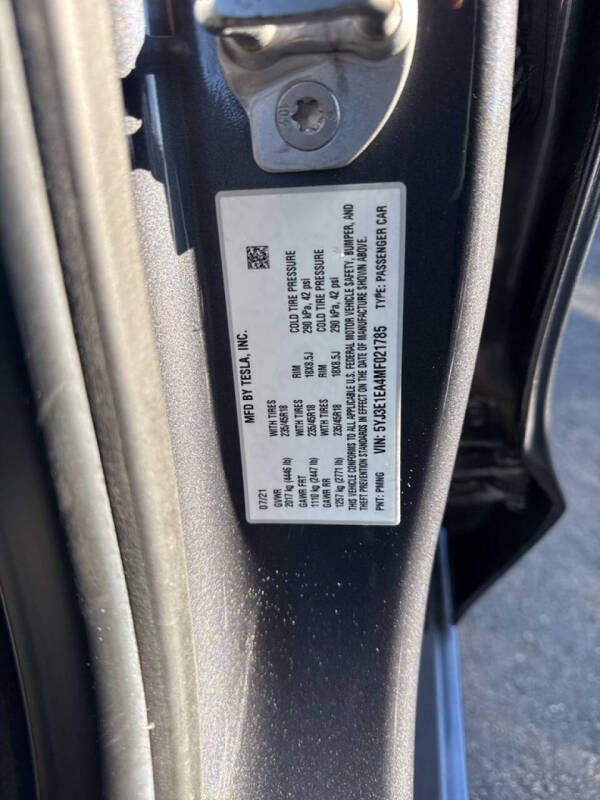 MFD BY TESLA, INC.
07/21
GVWR WITH TIRES RIM COLD TIRE PRESSURE
2017 kg (4446 lb) 235/45R18 18X8.5J 290 kPa, 42 psi
GAWR FRT WITH TIRES RIM COLD TIRE PRESSURE
1110 kg (2447 lb) 235/45R18 18X8.5J 290 kPa, 42 psi
GAWR RR
1257 kg (2771 lb)
THIS VEHICLE CONFORMS TO ALL APPLICABLE U.S. FEDERAL MOTOR VEHICLE SAFETY, BUMPER, AND
THEFT PREVENTION STANDARDS IN EFFECT ON THE DATE OF MANUFACTURE SHOWN ABOVE.
VIN: 5YJ3E1EA4MF021785 TYPE: PASSENGER CAR
PNT: PMNG